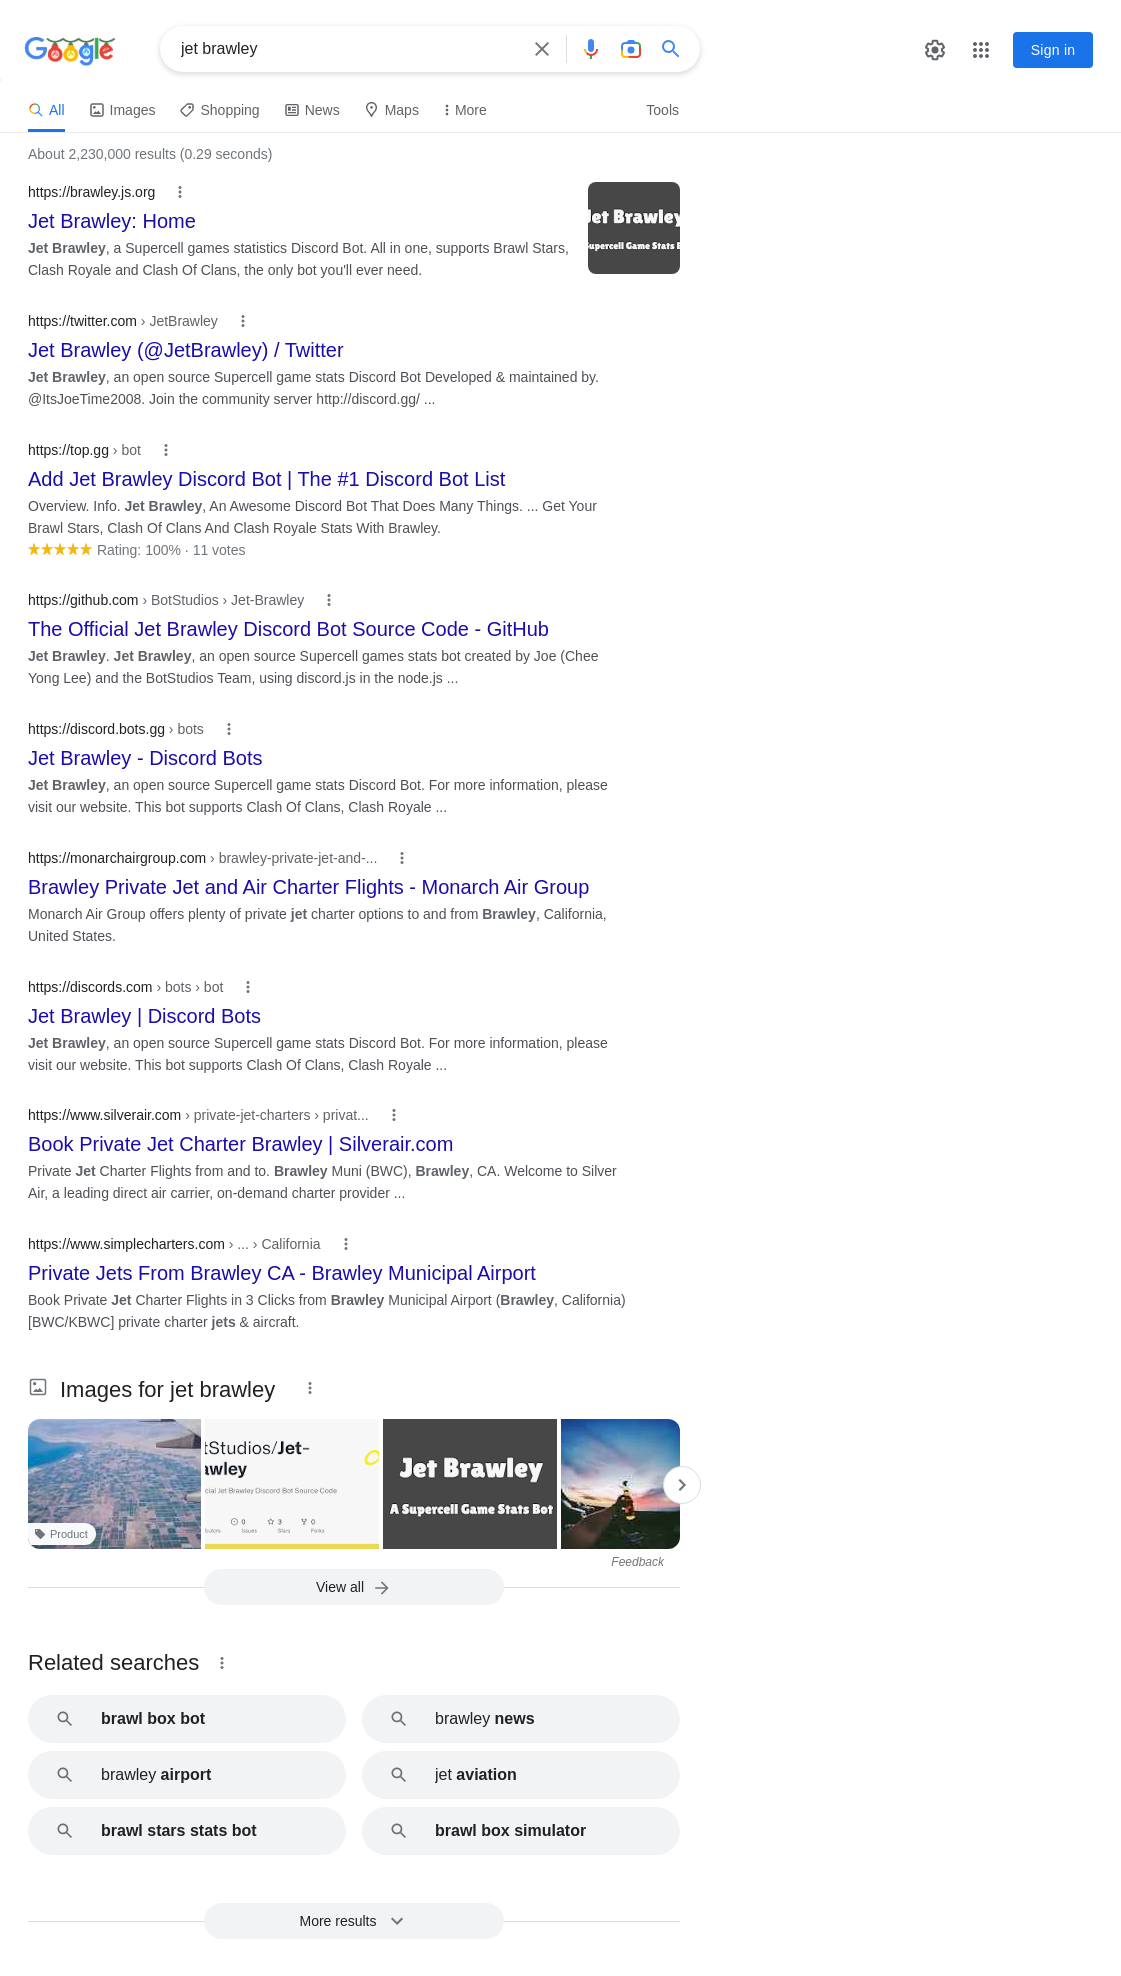 Google
jet brawley
Sign in
All
Images
Shopping
News
Maps
More
Tools
About 2,230,000 results (0.29 seconds)
https://brawley.js.org
Jet Brawley: Home
Jet Brawley, a Supercell games statistics Discord Bot. All in one, supports Brawl Stars,
Clash Royale and Clash Of Clans, the only bot you'll ever need.
Jet Brawley
Supercell Game Stats B
https://twitter.com › JetBrawley
Jet Brawley (@JetBrawley) / Twitter
Jet Brawley, an open source Supercell game stats Discord Bot Developed & maintained by.
@ItsJoeTime2008. Join the community server http://discord.gg/ ...
https://top.gg › bot
Add Jet Brawley Discord Bot | The #1 Discord Bot List
Overview. Info. Jet Brawley, An Awesome Discord Bot That Does Many Things. ... Get Your
Brawl Stars, Clash Of Clans And Clash Royale Stats With Brawley.
Rating: 100% · 11 votes
https://github.com › BotStudios › Jet-Brawley
The Official Jet Brawley Discord Bot Source Code - GitHub
Jet Brawley. Jet Brawley, an open source Supercell games stats bot created by Joe (Chee
Yong Lee) and the BotStudios Team, using discord.js in the node.js ...
https://discord.bots.gg › bots
Jet Brawley - Discord Bots
Jet Brawley, an open source Supercell game stats Discord Bot. For more information, please
visit our website. This bot supports Clash Of Clans, Clash Royale ...
https://monarchairgroup.com › brawley-private-jet-and-...
Brawley Private Jet and Air Charter Flights - Monarch Air Group
Monarch Air Group offers plenty of private jet charter options to and from Brawley, California,
United States.
https://discords.com › bots › bot
Jet Brawley | Discord Bots
Jet Brawley, an open source Supercell game stats Discord Bot. For more information, please
visit our website. This bot supports Clash Of Clans, Clash Royale ...
https://www.silverair.com › private-jet-charters › privat...
Book Private Jet Charter Brawley | Silverair.com
Private Jet Charter Flights from and to. Brawley Muni (BWC), Brawley, CA. Welcome to Silver
Air, a leading direct air carrier, on-demand charter provider ...
https://www.simplecharters.com › ... › California
Private Jets From Brawley CA - Brawley Municipal Airport
Book Private Jet Charter Flights in 3 Clicks from Brawley Municipal Airport (Brawley, California)
[BWC/KBWC] private charter jets & aircraft.
Images for jet brawley
Product
tStudios/Jet-
awley
cial Jet Brawley Discord Bot Source Code
0
0
3
0
butors
Issues
Stars
Forks
Jet Brawley
A Supercell Game Stats Bot
Feedback
View all
Related searches
brawl box bot
brawley news
brawley airport
jet aviation
brawl stars stats bot
brawl box simulator
More results